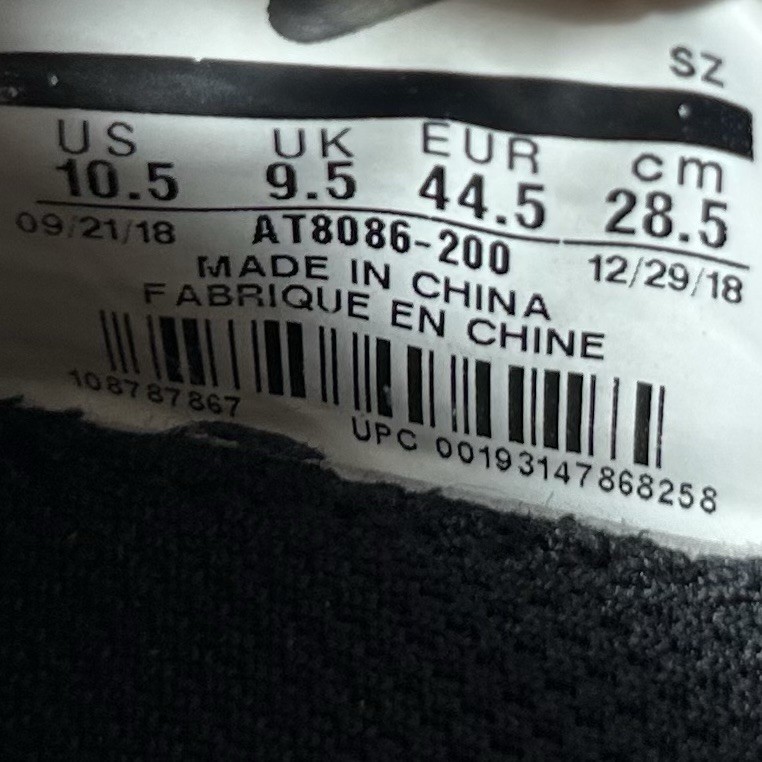 SZ
US UK EUR cm
10.5 9.5 44.5 28.5
09/21/18 AT8086-200 12/29/18
MADE IN CHINA
FABRIQUE EN CHINE
108787867
UPC 00193147868258